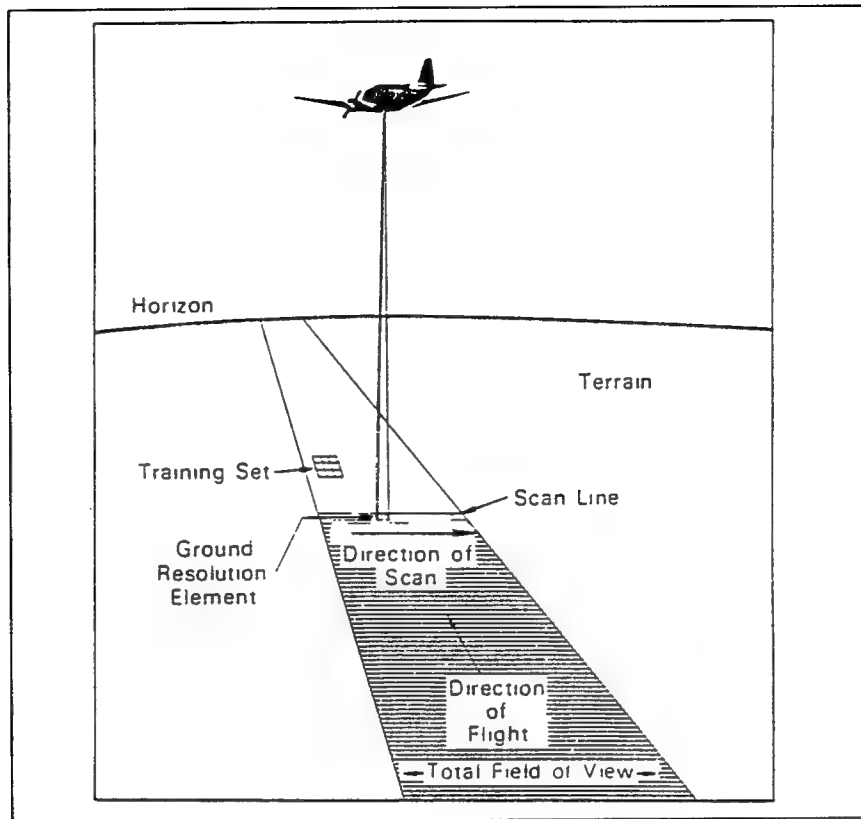 Horizon
Terrain
Training Set
Scan Line
Ground
Resolution
Element
Direction of
Scan
Direction
of
Flight
Total Field of View